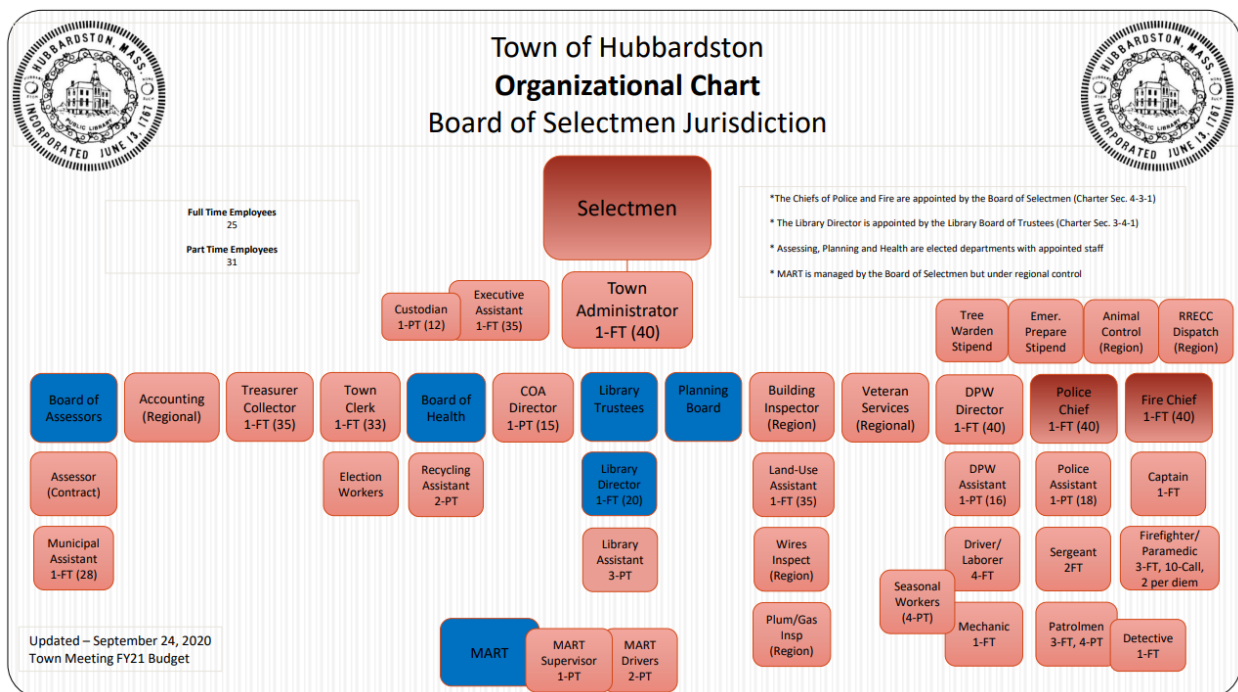 HUBBARDSTON, MASS.
PUBLIC LIBRARY
INCORPORATED JUNE 13, 1767
Town of Hubbardston
Organizational Chart
Board of Selectmen Jurisdiction
HUBBARDSTON, MASS.
PUBLIC LIBRARY
INCORPORATED JUNE 13, 1767
Full Time Employees
25
Part Time Employees
31
Selectmen
*The Chiefs of Police and Fire are appointed by the Board of Selectmen (Charter Sec. 4-3-1)
* The Library Director is appointed by the Library Board of Trustees (Charter Sec. 3-4-1)
* Assessing, Planning and Health are elected departments with appointed staff
* MART is managed by the Board of Selectmen but under regional control
Custodian
1-PT (12)
Executive
Assistant
1-FT (35)
Town
Administrator
1-FT (40)
Tree
Warden
Stipend
Emer.
Prepare
Stipend
Animal
Control
(Region)
RRECC
Dispatch
(Region)
Board of
Assessors
Accounting
(Regional)
Treasurer
Collector
1-FT (35)
Town
Clerk
1-FT (33)
Board of
Health
COA
Director
1-PT (15)
Library
Trustees
Planning
Board
Building
Inspector
(Region)
Veteran
Services
(Regional)
DPW
Director
1-FT (40)
Police
Chief
1-FT (40)
Fire Chief
1-FT (40)
Assessor
(Contract)
Election
Workers
Recycling
Assistant
2-PT
Library
Director
1-FT (20)
Land-Use
Assistant
1-FT (35)
DPW
Assistant
1-PT (16)
Police
Assistant
1-PT (18)
Captain
1-FT
Municipal
Assistant
1-FT (28)
Library
Assistant
3-PT
Wires
Inspect
(Region)
Seasonal
Workers
(4-PT)
Driver/
Laborer
4-FT
Sergeant
2FT
Firefighter/
Paramedic
3-FT, 10-Call,
2 per diem
Updated – September 24, 2020
Town Meeting FY21 Budget
MART
MART
Supervisor
1-PT
MART
Drivers
2-PT
Plum/Gas
Insp
(Region)
Mechanic
1-FT
Patrolmen
3-FT, 4-PT
Detective
1-FT